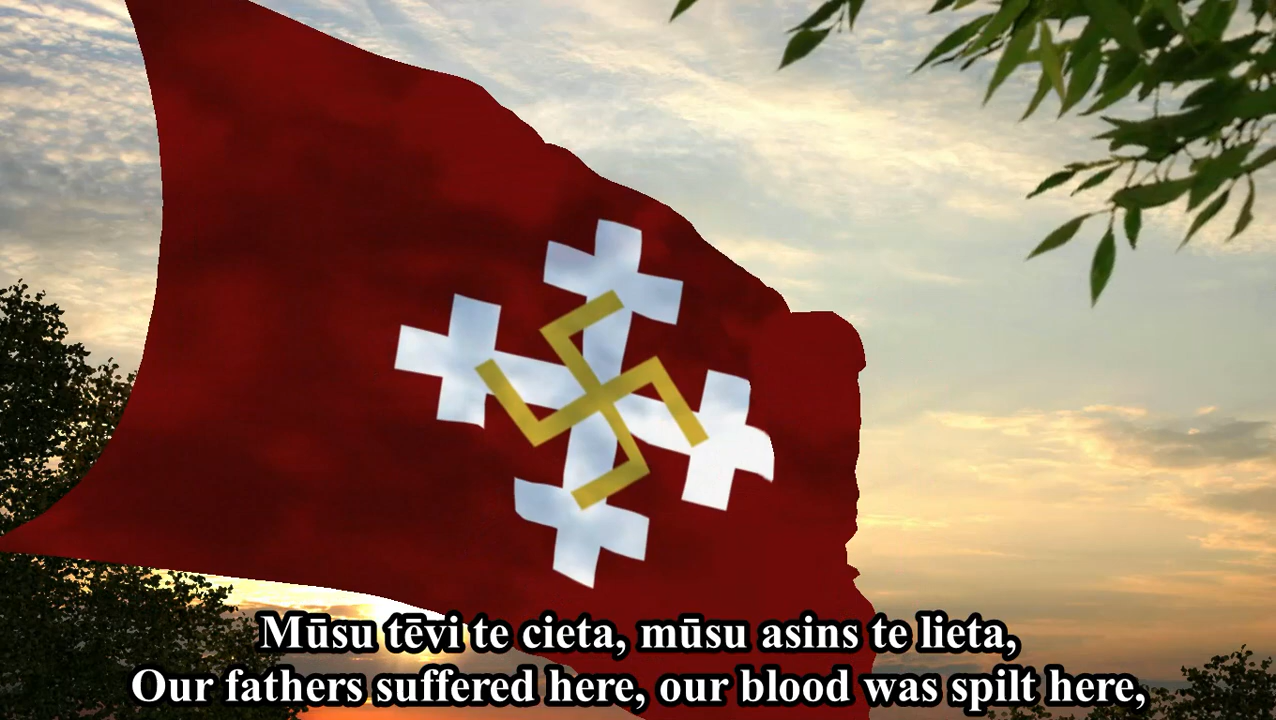 Mūsu tēvi te cieta, mūsu asins te lieta,
Our fathers suffered here, our blood was spilt here,